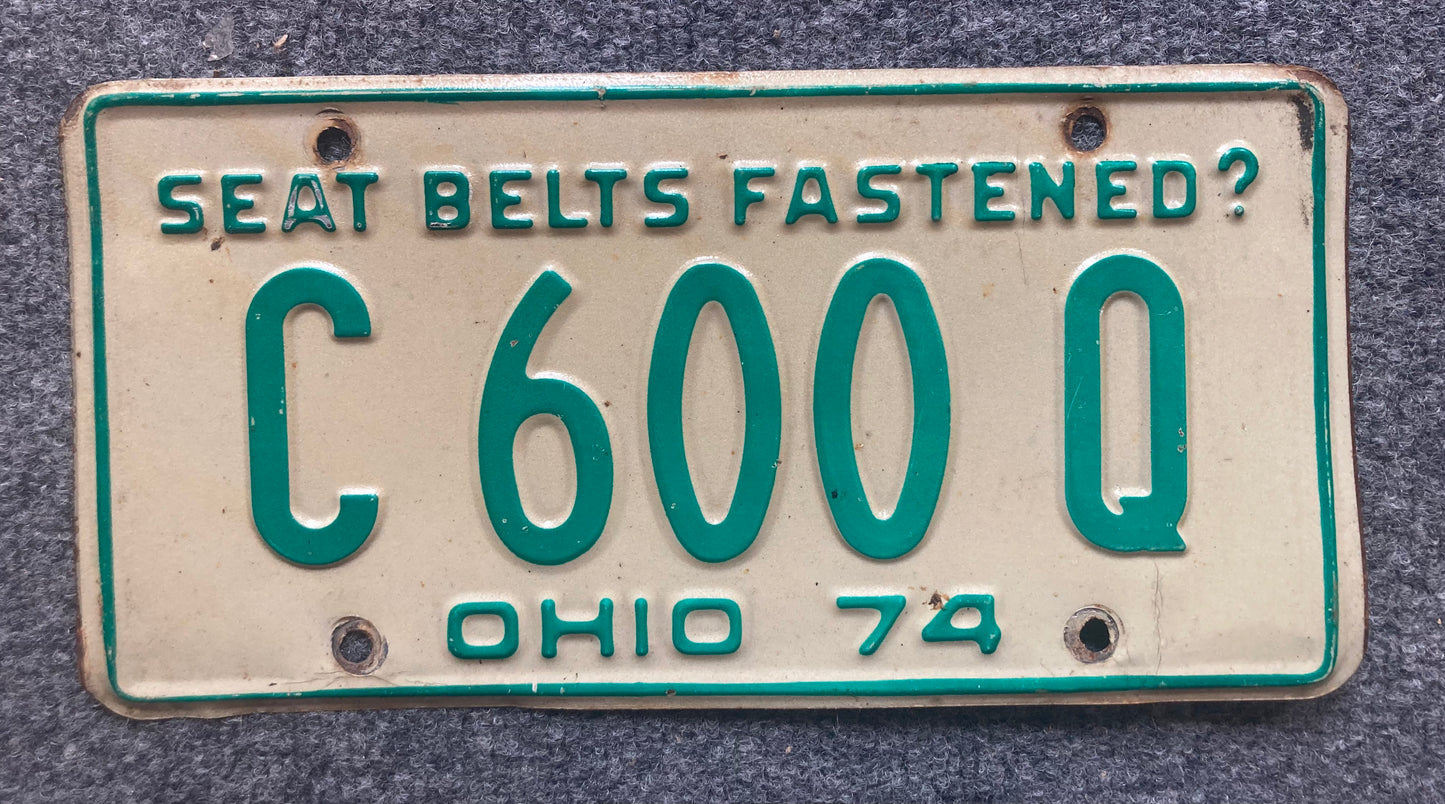 SEAT BELTS FASTENED?
C 600 Q
OHIO 74